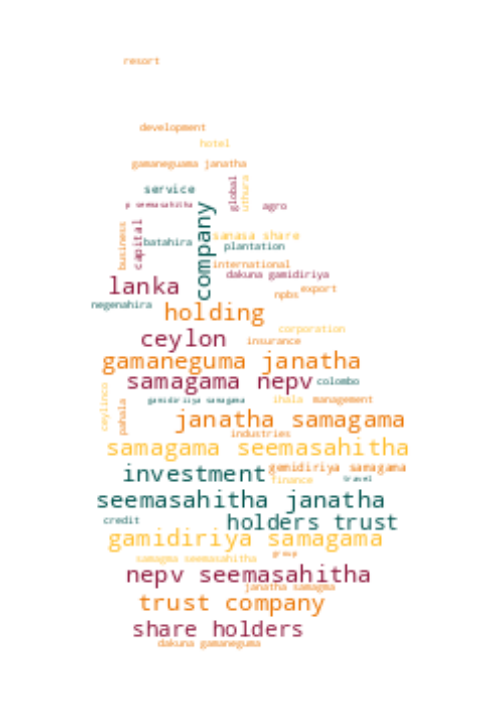 resort
development
hotel
gamaneguama janatha
service
global
uthura
p seemasahitha
agro
company
business
capital
batahira
sanasa share
plantation
international
dakuna gamidiriya
lanka
export
npbs
negenahira
holding
corporation
ceylon
insurance
gamaneguma janatha
samagama nepv
colombo
ceylinco
pahala
gamidiriya samagama
ihala
management
janatha samagama
industries
samagama seemasahitha
investment
gemidiriya samagama
finance
travel
seemasahitha janatha
credit
holders trust
gamidiriya samagama
group
samagma seemasahitha
nepv seemasahitha
janatha samagma
trust company
share holders
dakuna gamaneguma